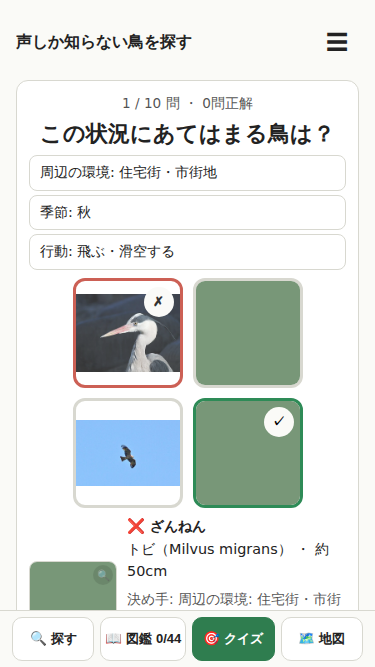 声しか知らない鳥を探す
1 / 10 問 ・ 0問正解
この状況にあてはまる鳥は？
周辺の環境: 住宅街・市街地
季節: 秋
行動: 飛ぶ・滑空する
✗
✓
❌ ざんねん
トビ（Milvus migrans） ・ 約
50cm
決め手: 周辺の環境: 住宅街・市街
🔍 探す
📖 図鑑 0/44
🎯 クイズ
🗺️ 地図